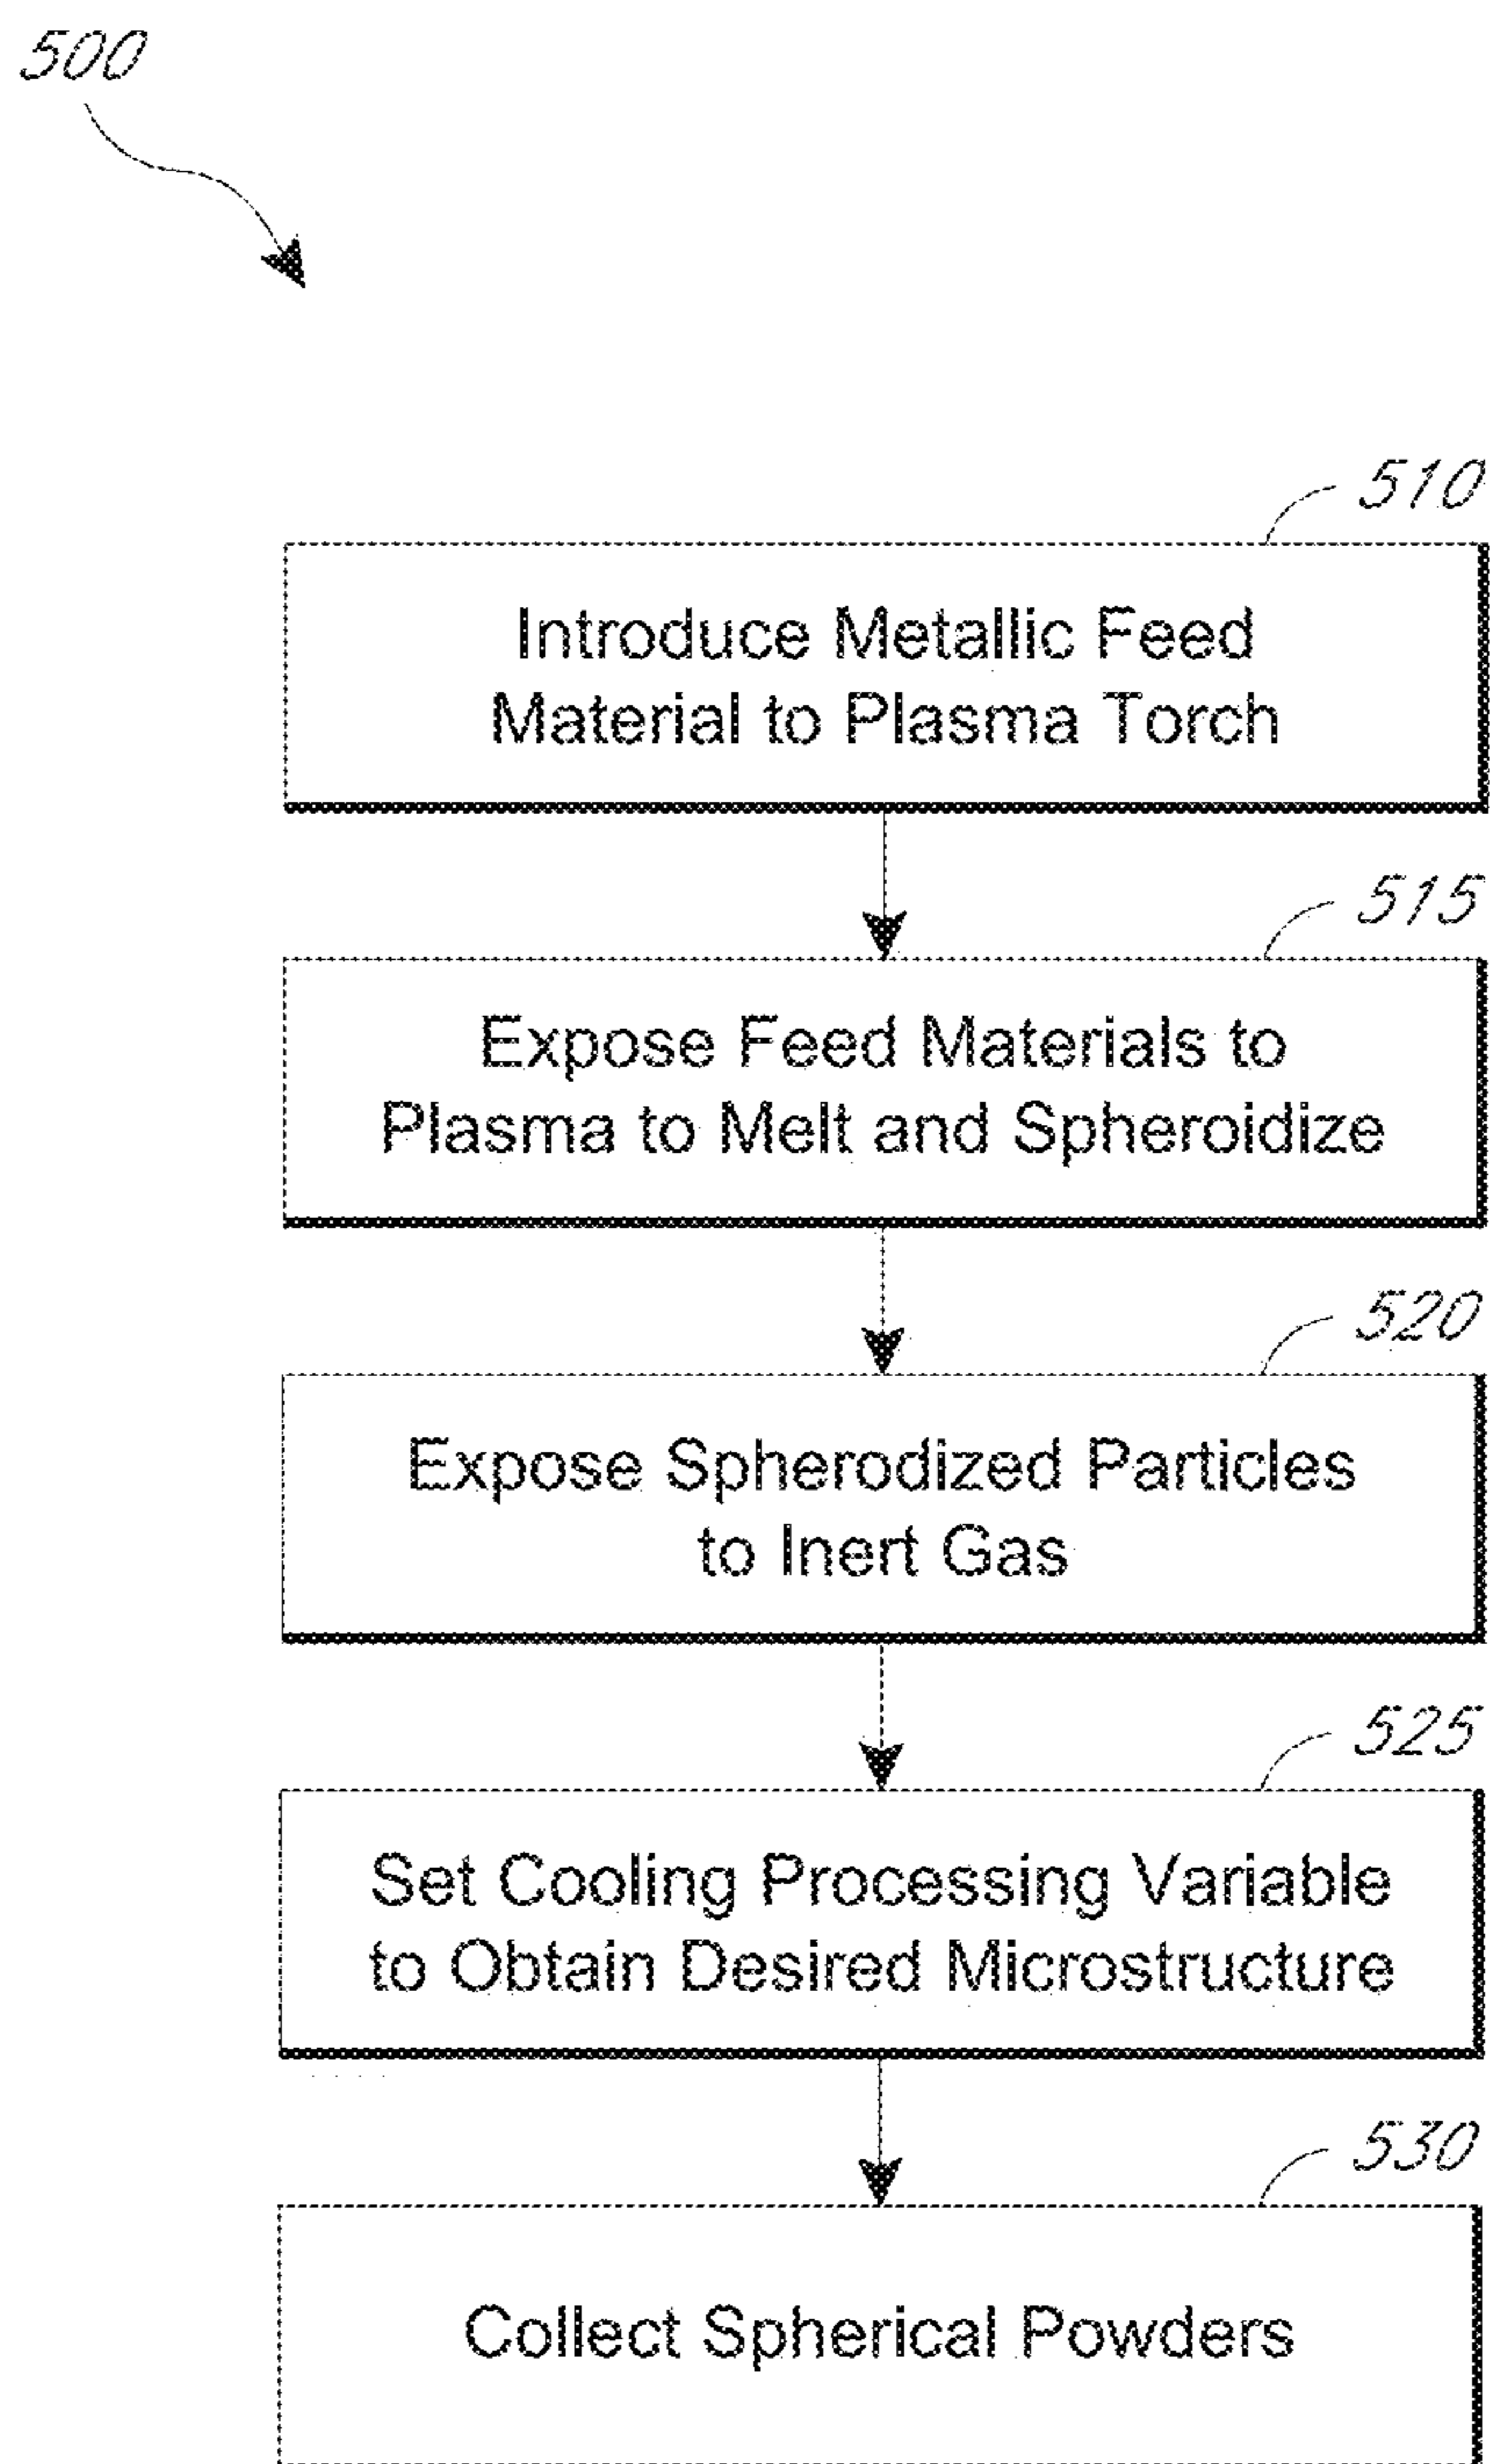 500
510
Introduce Metallic Feed
Material to Plasma Torch
515
Expose Feed Materials to
Plasma to Melt and Spheroidize
520
Expose Spherodized Particles
to Inert Gas
525
Set Cooling Processing Variable
to Obtain Desired Microstructure
530
Collect Spherical Powders